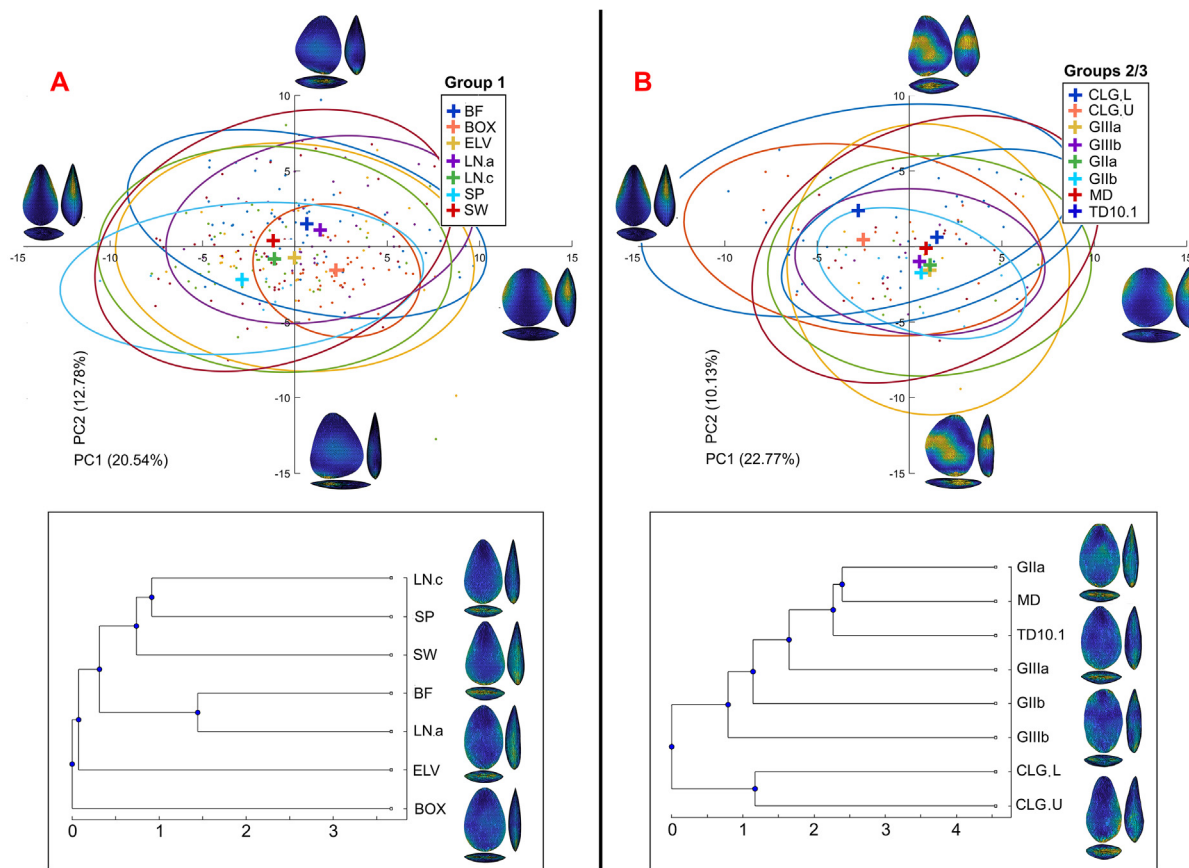 A
Group 1
BF
BOX
ELV
LN.a
LN.c
SP
SW
10
5
-15
-10
-5
5
10
15
-5
-10
-15
PC2 (12.78%)
PC1 (20.54%)
LN.c
SP
SW
BF
LN.a
ELV
BOX
0
1
2
3
B
Groups 2/3
CLG.L
CLG.U
GIIIa
GIIIb
GIIa
GIIb
MD
TD10.1
10
5
-15
-10
-5
5
10
15
-5
-10
-15
PC2 (10.13%)
PC1 (22.77%)
GIIa
MD
TD10.1
GIIIa
GIIb
GIIIb
CLG.L
CLG.U
0
1
2
3
4